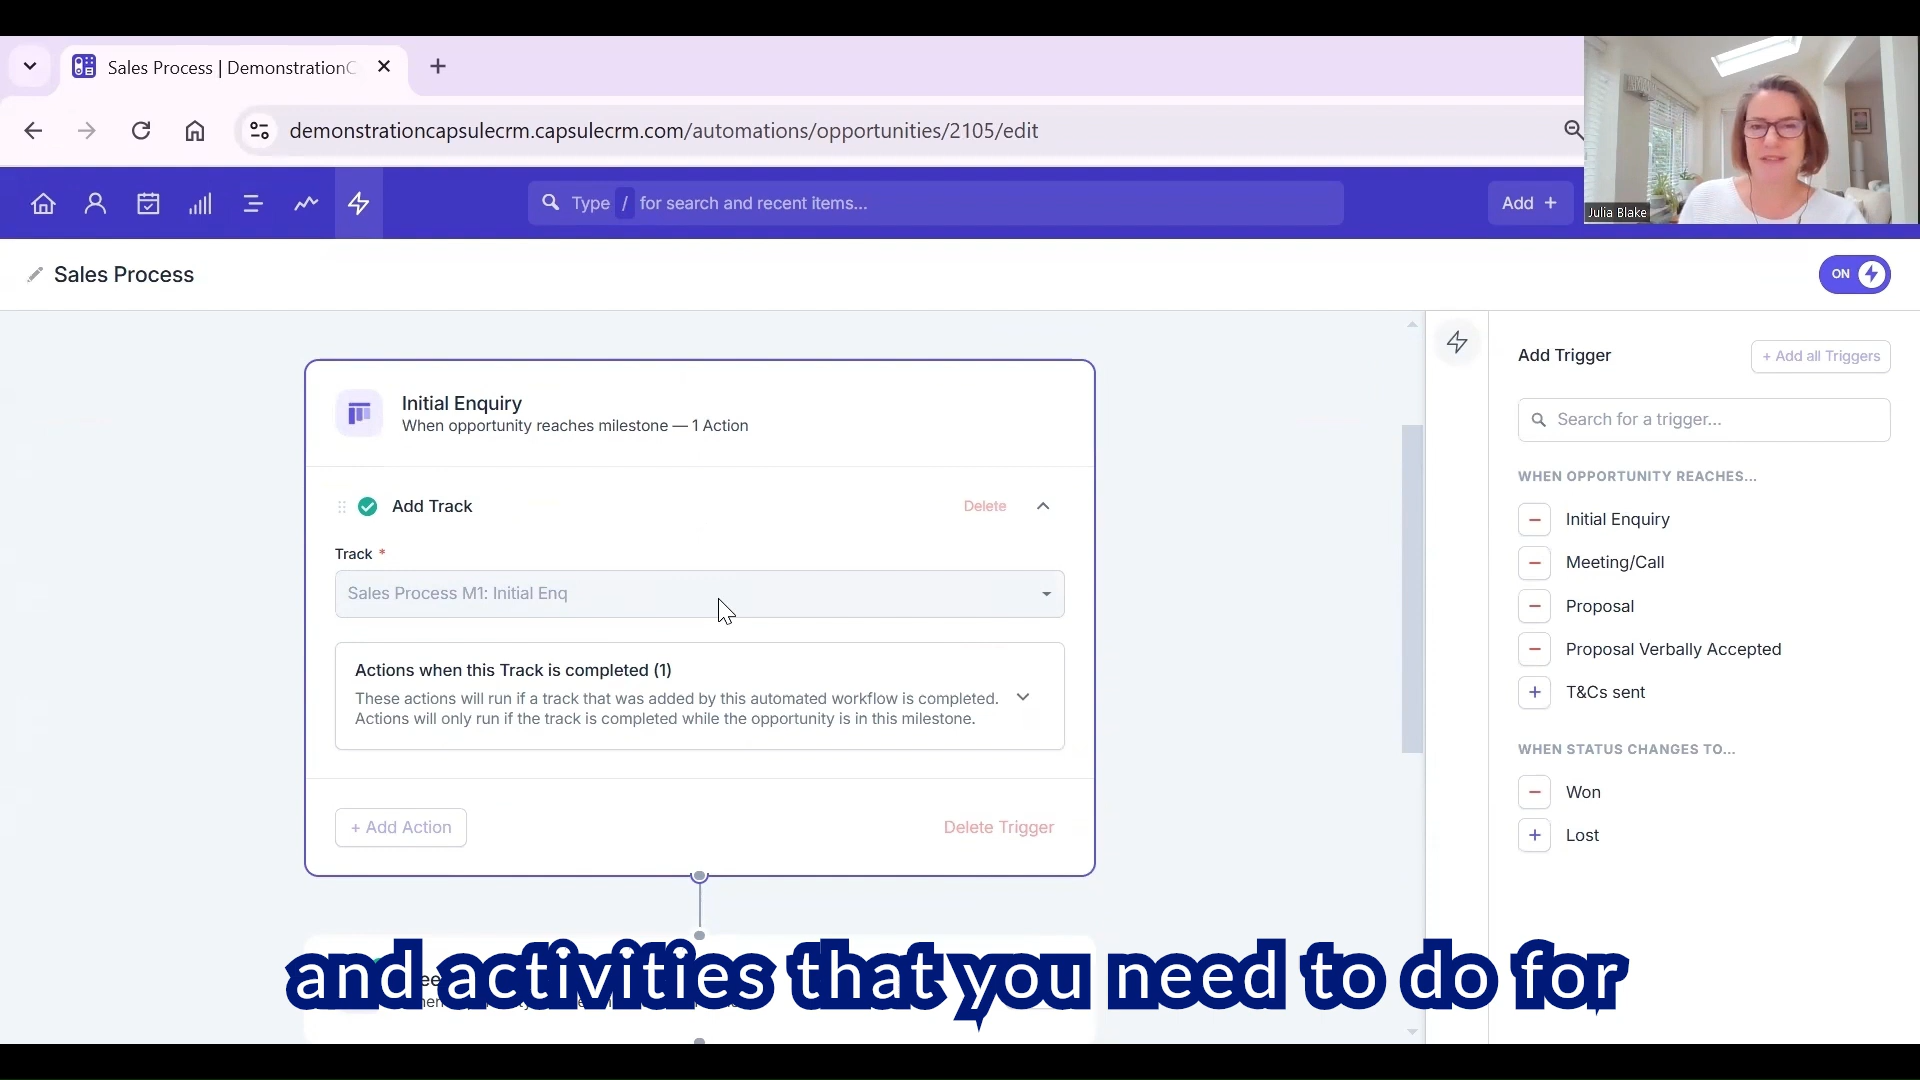 Sales Process | DemonstrationC
demonstrationcapsulecrm.capsulecrm.com/automations/opportunities/2105/edit
Type / for search and recent items...
Add +
Julia Blake
Sales Process
ON
Initial Enquiry
When opportunity reaches milestone — 1 Action
Add Track
Delete
Track *
Sales Process M1: Initial Enq
Actions when this Track is completed (1)
These actions will run if a track that was added by this automated workflow is completed.
Actions will only run if the track is completed while the opportunity is in this milestone.
+ Add Action
Delete Trigger
Add Trigger
+ Add all Triggers
Search for a trigger...
WHEN OPPORTUNITY REACHES...
Initial Enquiry
Meeting/Call
Proposal
Proposal Verbally Accepted
T&Cs sent
WHEN STATUS CHANGES TO...
Won
Lost
and activities that you need to do for